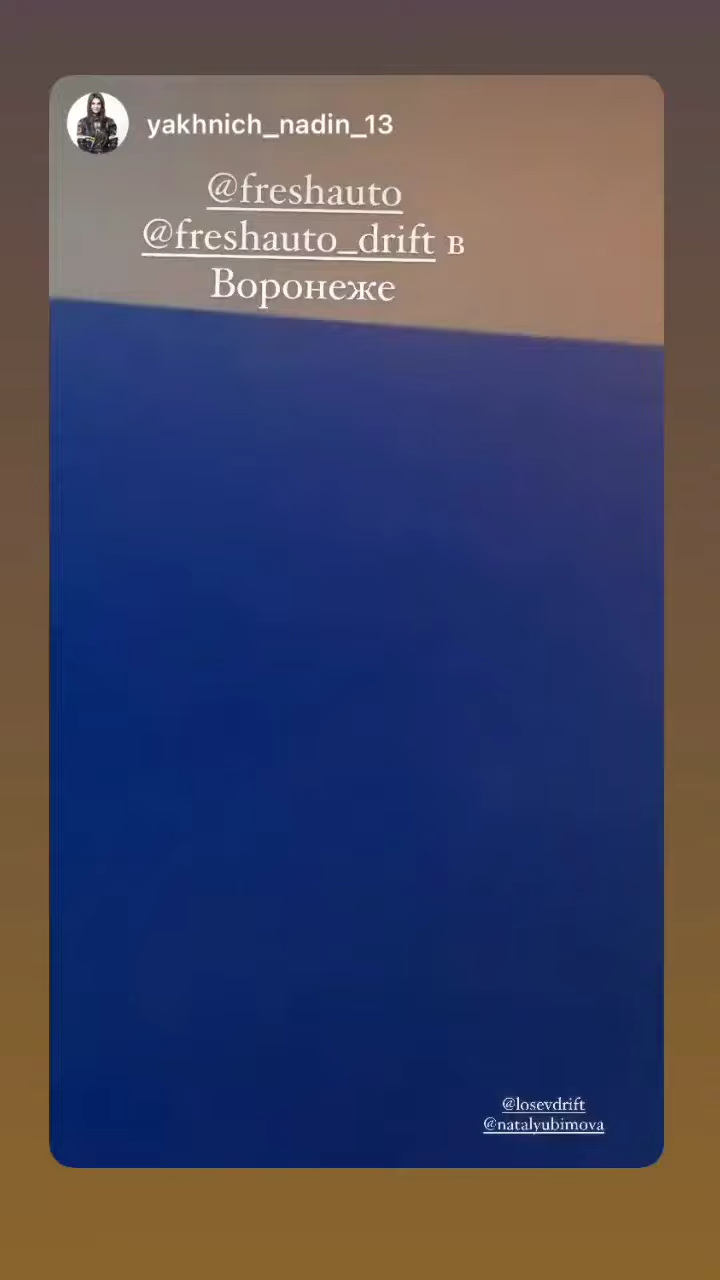 yakhnich_nadin_13
@freshauto
@freshauto_drift в
Воронеже
@losevdrift
@natalyubimova